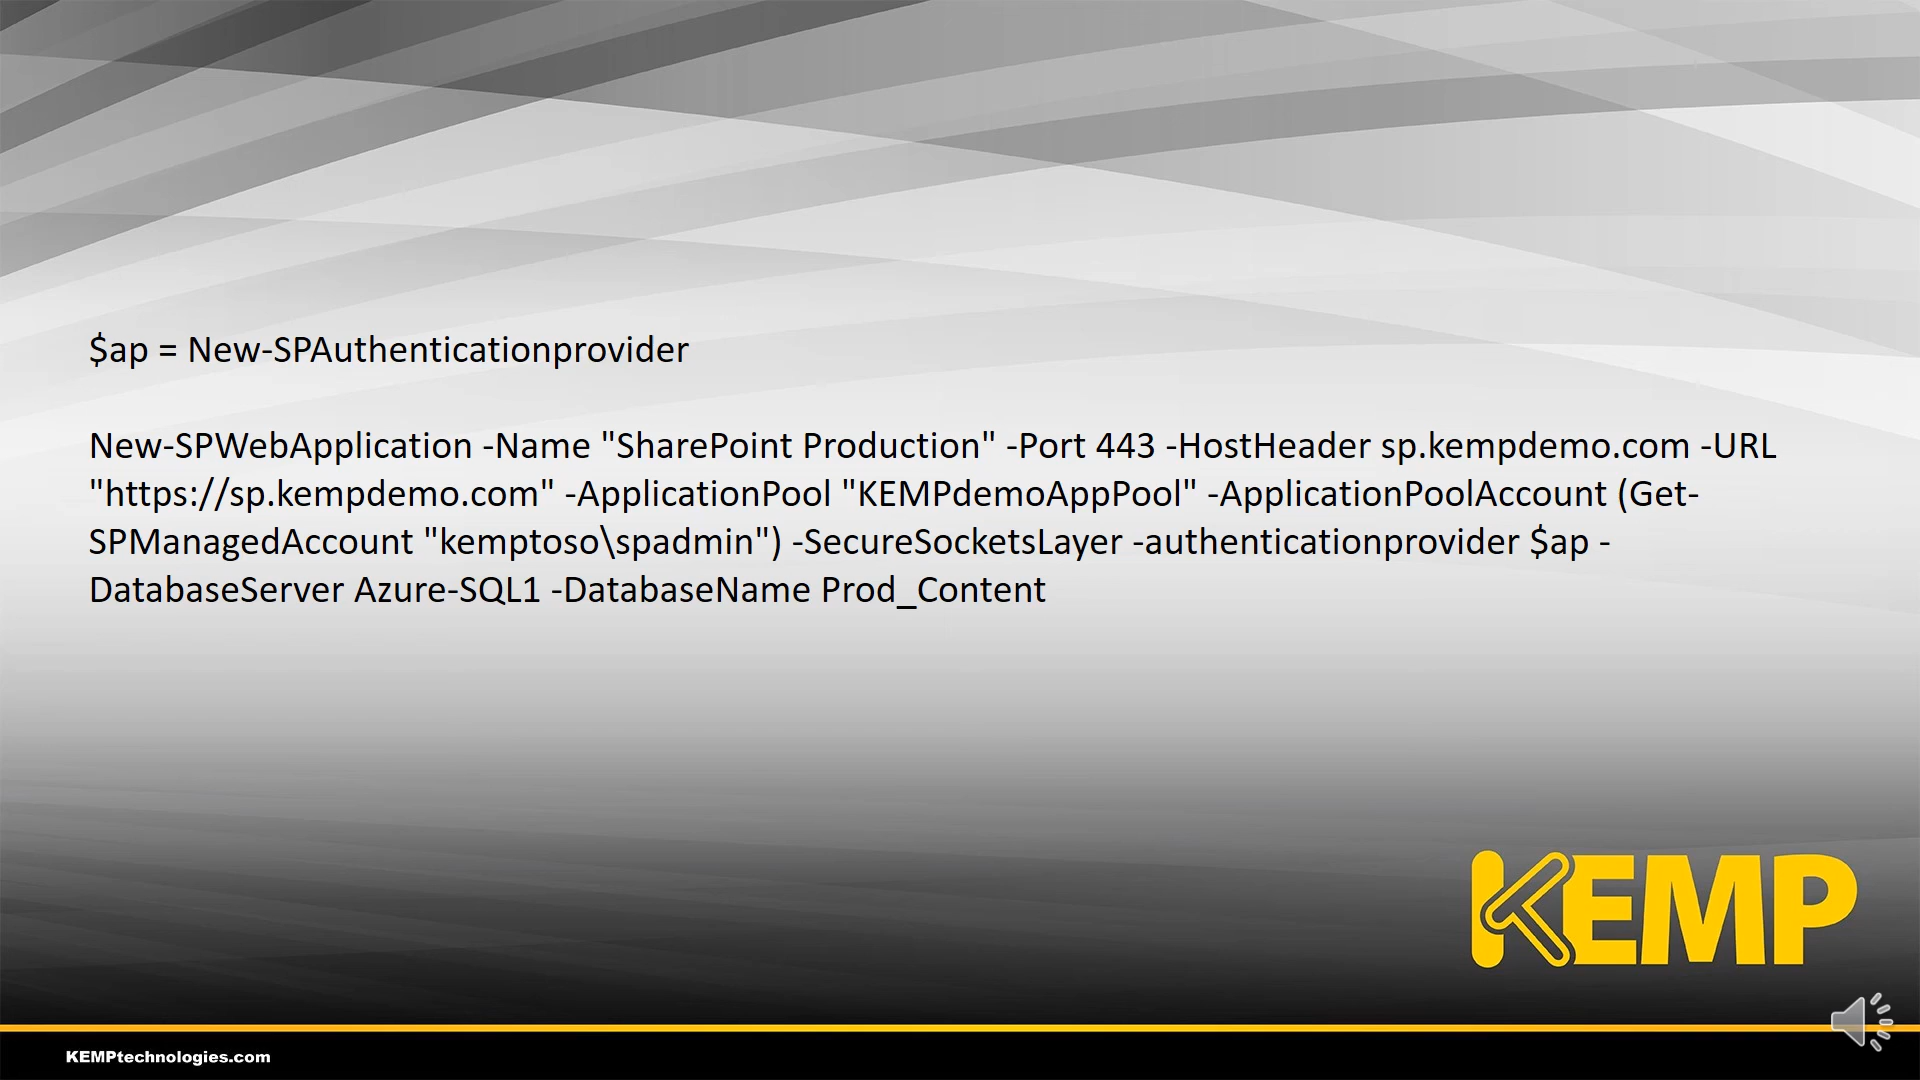 $ap = New-SPAuthenticationprovider
New-SPWebApplication -Name "SharePoint Production" -Port 443 -HostHeader sp.kempdemo.com -URL
"https://sp.kempdemo.com" -ApplicationPool "KEMPdemoAppPool" -ApplicationPoolAccount (Get-
SPManagedAccount "kemptoso\spadmin") -SecureSocketsLayer -authenticationprovider $ap -
DatabaseServer Azure-SQL1 -DatabaseName Prod_Content
KEMP
KEMPtechnologies.com